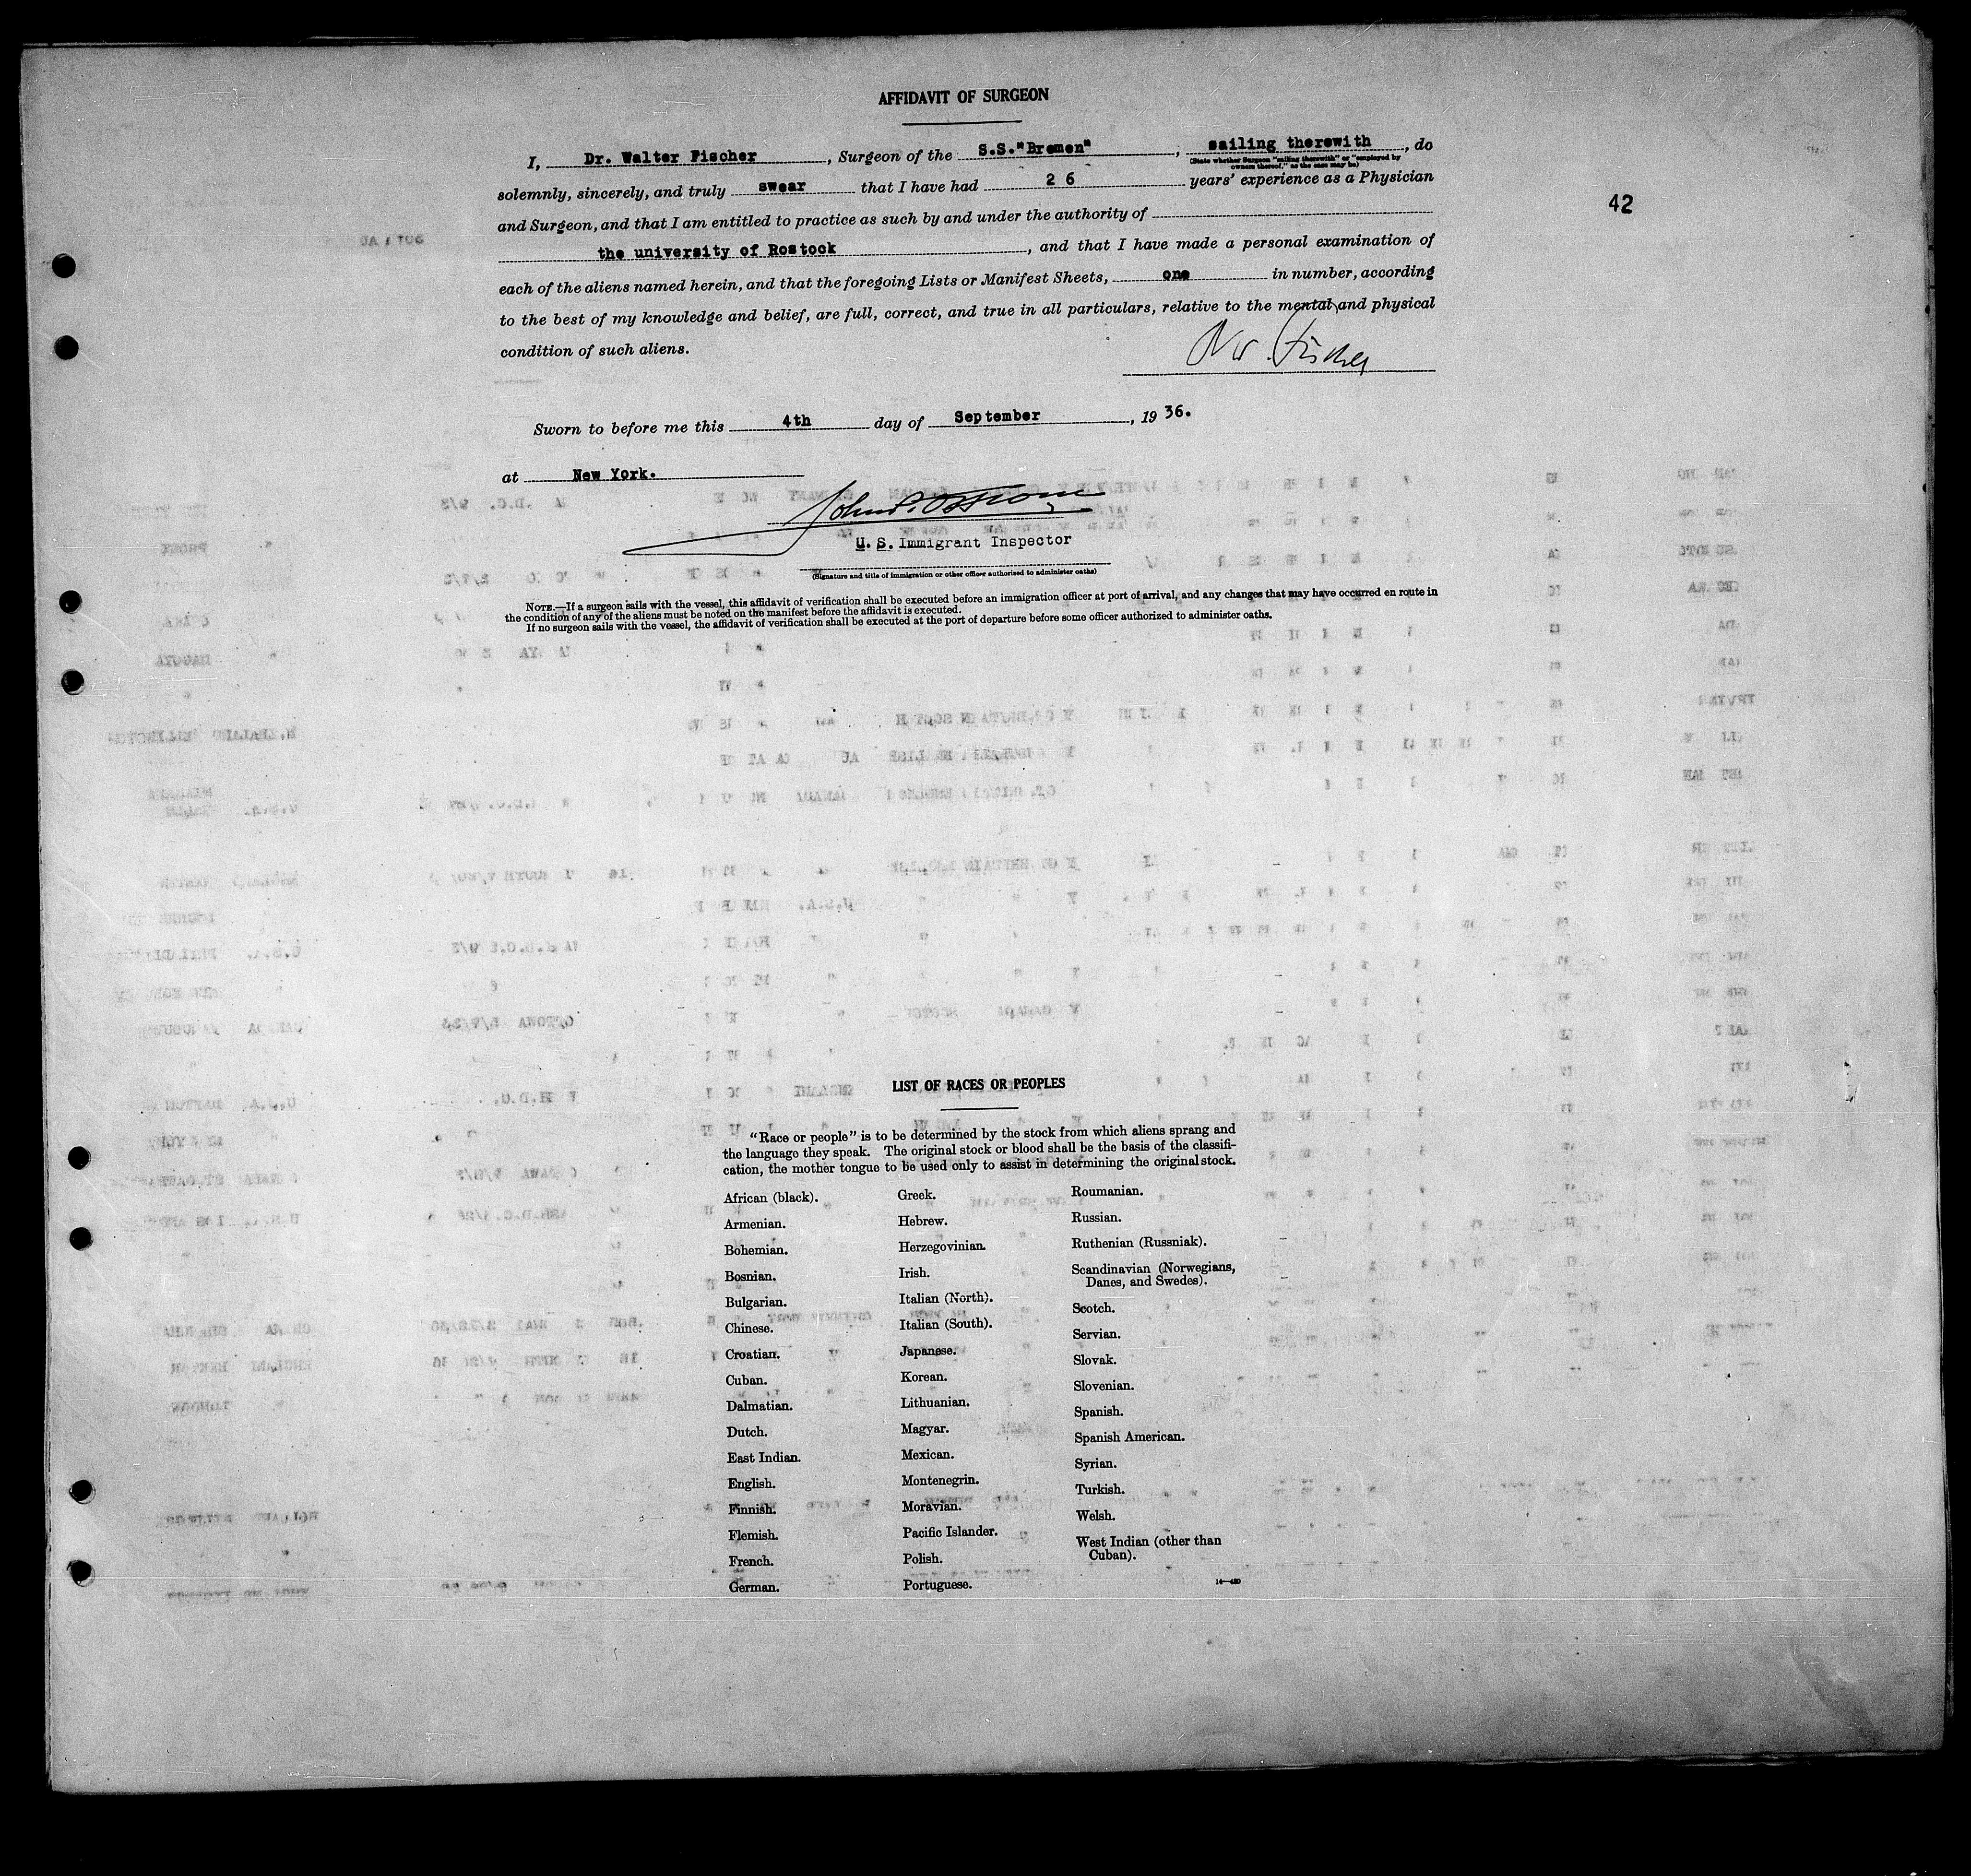 AFFIDAVIT OF SURGEON
I, Dr. Walter Fischer, Surgeon of the S.S."Bremen", sailing therewith, do
(State whether Surgeon "sailing therewith" or "employed by
owners thereof," as the case may be)
solemnly, sincerely, and truly swear that I have had 2 6 years' experience as a Physician
42
and Surgeon, and that I am entitled to practice as such by and under the authority of
the university of Rostock, and that I have made a personal examination of
each of the aliens named herein, and that the foregoing Lists or Manifest Sheets, one in number, according
to the best of my knowledge and belief, are full, correct, and true in all particulars, relative to the mental and physical
condition of such aliens.
Fischer
Sworn to before me this 4th day of September, 1936.
at New York.
U. S. Immigrant Inspector
(Signature and title of immigration or other officer authorized to administer oaths)
NOTE.—If a surgeon sails with the vessel, this affidavit of verification shall be executed before an immigration officer at port of arrival, and any changes that may have occurred en route in
the condition of any of the aliens must be noted on the manifest before the affidavit is executed.
If no surgeon sails with the vessel, the affidavit of verification shall be executed at the port of departure before some officer authorized to administer oaths.
LIST OF RACES OR PEOPLES
"Race or people" is to be determined by the stock from which aliens sprang and
the language they speak. The original stock or blood shall be the basis of the classifi-
cation, the mother tongue to be used only to assist in determining the original stock.
African (black).
Armenian.
Bohemian.
Bosnian.
Bulgarian.
Chinese.
Croatian.
Cuban.
Dalmatian.
Dutch.
East Indian.
English.
Finnish.
Flemish.
French.
German.
Greek.
Hebrew.
Herzegovinian.
Irish.
Italian (North).
Italian (South).
Japanese.
Korean.
Lithuanian.
Magyar.
Mexican.
Montenegrin.
Moravian.
Pacific Islander.
Polish.
Portuguese.
Roumanian.
Russian.
Ruthenian (Russniak).
Scandinavian (Norwegians,
Danes, and Swedes).
Scotch.
Servian.
Slovak.
Slovenian.
Spanish.
Spanish American.
Syrian.
Turkish.
Welsh.
West Indian (other than
Cuban).